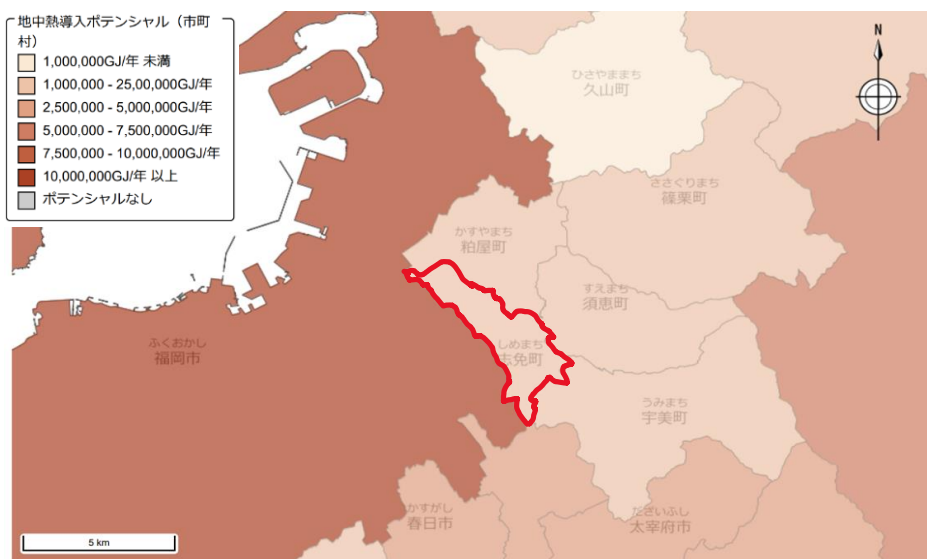 地中熱導入ポテンシャル（市町
村）
1,000,000GJ/年 未満
1,000,000 - 25,00,000GJ/年
2,500,000 - 5,000,000GJ/年
5,000,000 - 7,500,000GJ/年
7,500,000 - 10,000,000GJ/年
10,000,000GJ/年 以上
ポテンシャルなし
N
ひさやままち
久山町
ささぐりまち
篠栗町
かすやまち
粕屋町
すえまち
須恵町
ふくおかし
福岡市
しめまち
志免町
うみまち
宇美町
かすがし
春日市
だざいふし
太宰府市
5 km